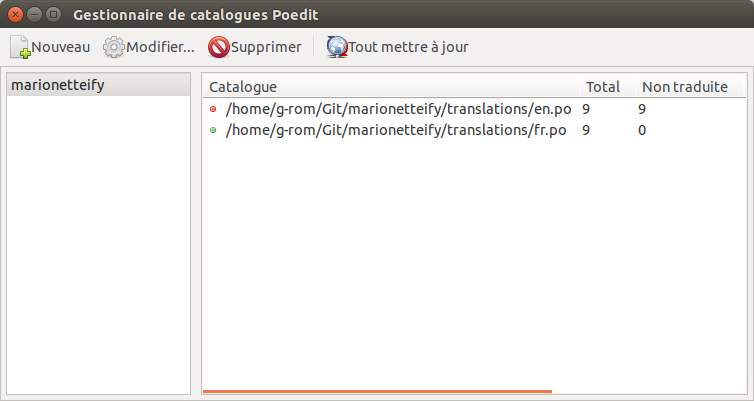 Gestionnaire de catalogues Poedit
Nouveau Modifier... Supprimer Tout mettre à jour
marionetteify
Catalogue Total Non traduite
/home/g-rom/Git/marionetteify/translations/en.po 9 9
/home/g-rom/Git/marionetteify/translations/fr.po 9 0